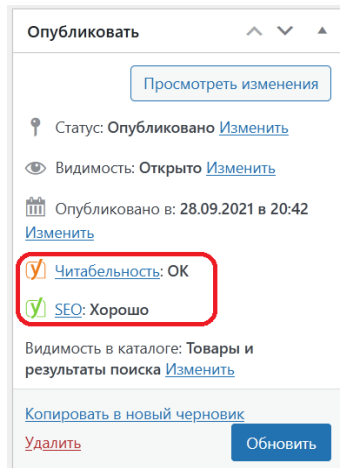 Опубликовать
Просмотреть изменения
Статус: Опубликовано Изменить
Видимость: Открыто Изменить
Опубликовано в: 28.09.2021 в 20:42
Изменить
Читабельность: ОК
SEO: Хорошо
Видимость в каталоге: Товары и
результаты поиска Изменить
Копировать в новый черновик
Удалить
Обновить